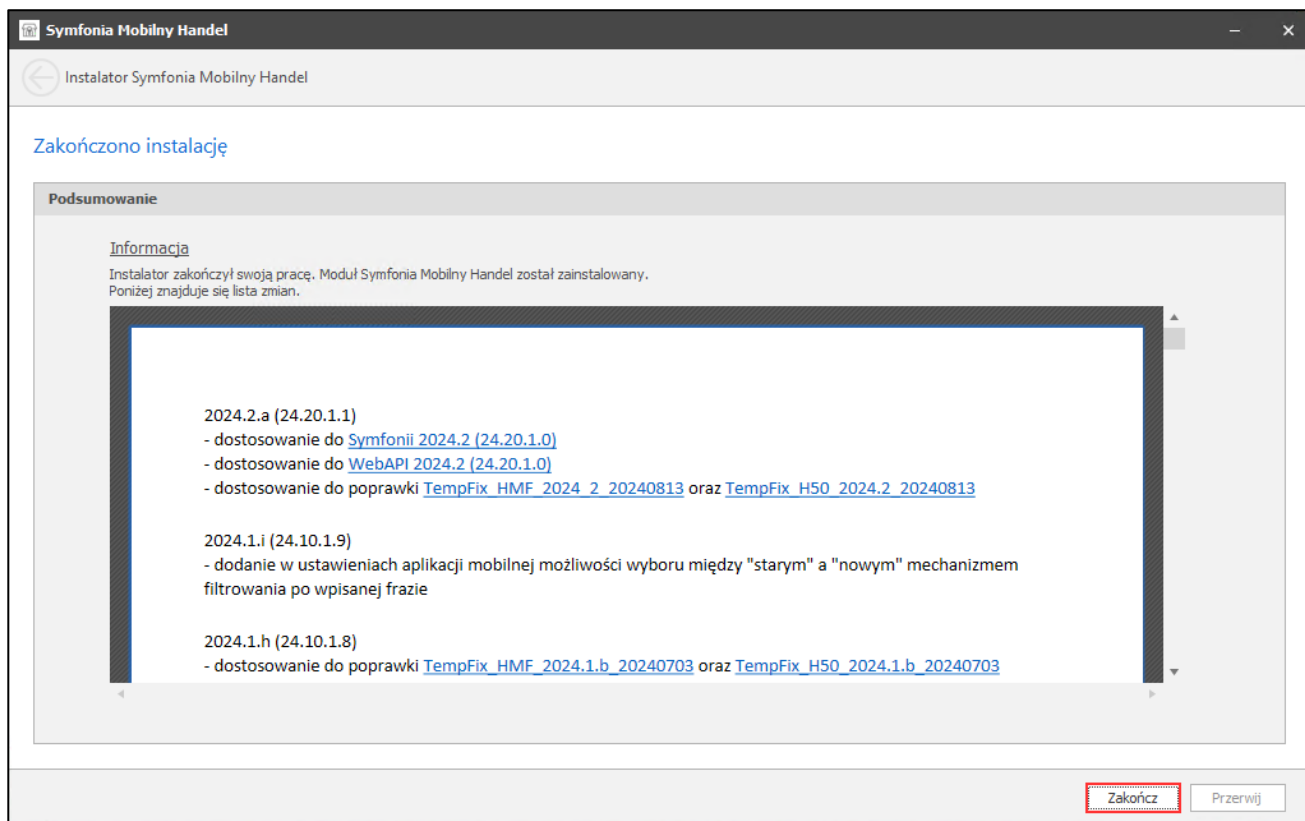 Symfonia Mobilny Handel
Instalator Symfonia Mobilny Handel
Zakończono instalację
Podsumowanie
Informacja
Instalator zakończył swoją pracę. Moduł Symfonia Mobilny Handel został zainstalowany.
Poniżej znajduje się lista zmian.
2024.2.a (24.20.1.1)
- dostosowanie do Symfonii 2024.2 (24.20.1.0)
- dostosowanie do WebAPI 2024.2 (24.20.1.0)
- dostosowanie do poprawki TempFix_HMF_2024_2_20240813 oraz TempFix_H50_2024.2_20240813
2024.1.i (24.10.1.9)
- dodanie w ustawieniach aplikacji mobilnej możliwości wyboru między "starym" a "nowym" mechanizmem
filtrowania po wpisanej frazie
2024.1.h (24.10.1.8)
- dostosowanie do poprawki TempFix_HMF_2024.1.b_20240703 oraz TempFix_H50_2024.1.b_20240703
Zakończ
Przerwij